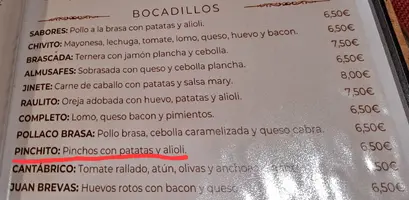 BOCADILLOS
SABORES: Pollo a la brasa con patatas y alioli. 6,50€
CHIVITO: Mayonesa, lechuga, tomate, lomo, queso, huevo y bacon. 6,50€
BRASCADA: Ternera con jamón plancha y cebolla. 7,50€
ALMUSAFES: Sobrasada con queso y cebolla plancha. 6,50€
JINETE: Carne de caballo con patatas y salsa mary. 8,00€
RAULITO: Oreja adobada con huevo, patatas y alioli. 7,50€
COMPLETO: Lomo, queso, bacon y pimientos. 6,50€
POLLACO BRASA: Pollo brasa, cebolla caramelizada y queso cabra. 6,50€
PINCHITO: Pinchos con patatas y alioli. 6,50€
CANTÁBRICO: Tomate rallado, atún, olivas y anchoas 6,50€
JUAN BREVAS: Huevos rotos con bacon y queso 6,50€